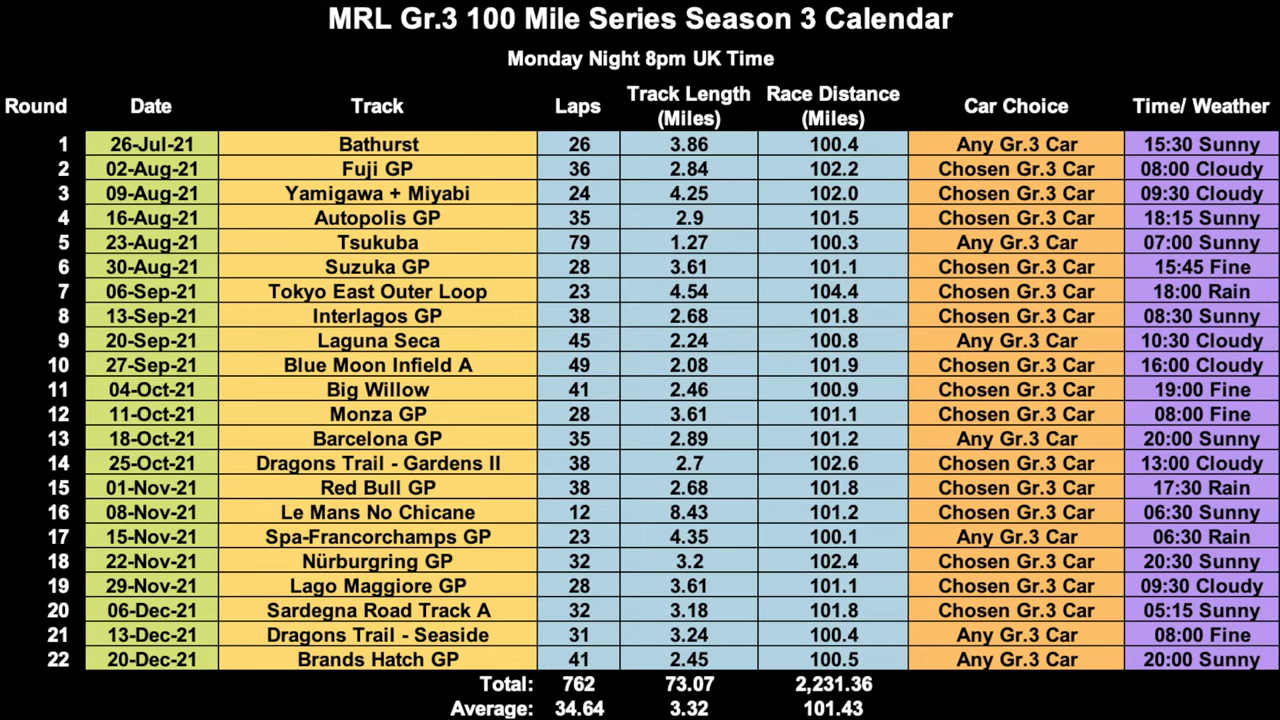 MRL Gr.3 100 Mile Series Season 3 Calendar
Monday Night 8pm UK Time
Round Date Track Laps Track Length (Miles) Race Distance (Miles) Car Choice Time/ Weather
1 26-Jul-21 Bathurst 26 3.86 100.4 Any Gr.3 Car 15:30 Sunny
2 02-Aug-21 Fuji GP 36 2.84 102.2 Chosen Gr.3 Car 08:00 Cloudy
3 09-Aug-21 Yamigawa + Miyabi 24 4.25 102.0 Chosen Gr.3 Car 09:30 Cloudy
4 16-Aug-21 Autopolis GP 35 2.9 101.5 Chosen Gr.3 Car 18:15 Sunny
5 23-Aug-21 Tsukuba 79 1.27 100.3 Any Gr.3 Car 07:00 Sunny
6 30-Aug-21 Suzuka GP 28 3.61 101.1 Chosen Gr.3 Car 15:45 Fine
7 06-Sep-21 Tokyo East Outer Loop 23 4.54 104.4 Chosen Gr.3 Car 18:00 Rain
8 13-Sep-21 Interlagos GP 38 2.68 101.8 Chosen Gr.3 Car 08:30 Sunny
9 20-Sep-21 Laguna Seca 45 2.24 100.8 Any Gr.3 Car 10:30 Cloudy
10 27-Sep-21 Blue Moon Infield A 49 2.08 101.9 Chosen Gr.3 Car 16:00 Cloudy
11 04-Oct-21 Big Willow 41 2.46 100.9 Chosen Gr.3 Car 19:00 Fine
12 11-Oct-21 Monza GP 28 3.61 101.1 Chosen Gr.3 Car 08:00 Fine
13 18-Oct-21 Barcelona GP 35 2.89 101.2 Any Gr.3 Car 20:00 Sunny
14 25-Oct-21 Dragons Trail - Gardens II 38 2.7 102.6 Chosen Gr.3 Car 13:00 Cloudy
15 01-Nov-21 Red Bull GP 38 2.68 101.8 Chosen Gr.3 Car 17:30 Rain
16 08-Nov-21 Le Mans No Chicane 12 8.43 101.2 Chosen Gr.3 Car 06:30 Sunny
17 15-Nov-21 Spa-Francorchamps GP 23 4.35 100.1 Any Gr.3 Car 06:30 Rain
18 22-Nov-21 Nürburgring GP 32 3.2 102.4 Chosen Gr.3 Car 20:30 Sunny
19 29-Nov-21 Lago Maggiore GP 28 3.61 101.1 Chosen Gr.3 Car 09:30 Cloudy
20 06-Dec-21 Sardegna Road Track A 32 3.18 101.8 Chosen Gr.3 Car 05:15 Sunny
21 13-Dec-21 Dragons Trail - Seaside 31 3.24 100.4 Any Gr.3 Car 08:00 Fine
22 20-Dec-21 Brands Hatch GP 41 2.45 100.5 Any Gr.3 Car 20:00 Sunny
Total: 762 73.07 2,231.36
Average: 34.64 3.32 101.43